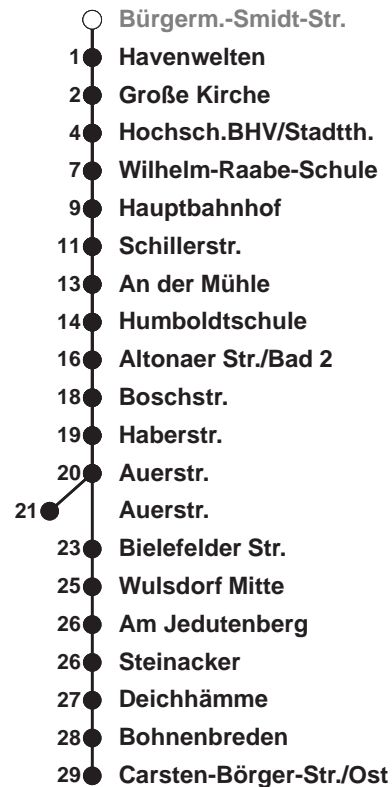 Bürgerm.-Smidt-Str.
1 Havenwelten
2 Große Kirche
4 Hochsch.BHV/Stadtth.
7 Wilhelm-Raabe-Schule
9 Hauptbahnhof
11 Schillerstr.
13 An der Mühle
14 Humboldtschule
16 Altonaer Str./Bad 2
18 Boschstr.
19 Haberstr.
20 Auerstr.
21 Auerstr.
23 Bielefelder Str.
25 Wulsdorf Mitte
26 Am Jedutenberg
26 Steinacker
27 Deichhämme
28 Bohnenbreden
29 Carsten-Börger-Str./Ost